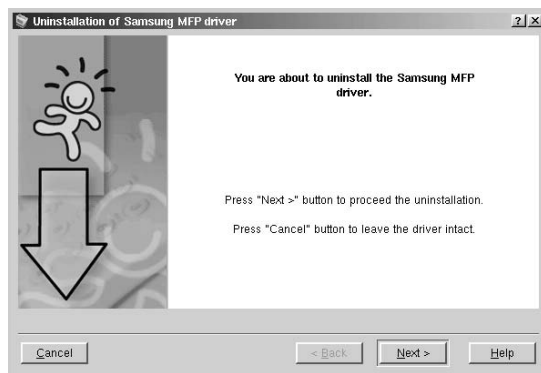 Uninstallation of Samsung MFP driver
You are about to uninstall the Samsung MFP
driver.
Press "Next >" button to proceed the uninstallation.
Press "Cancel" button to leave the driver intact.
Cancel
< Back
Next >
Help